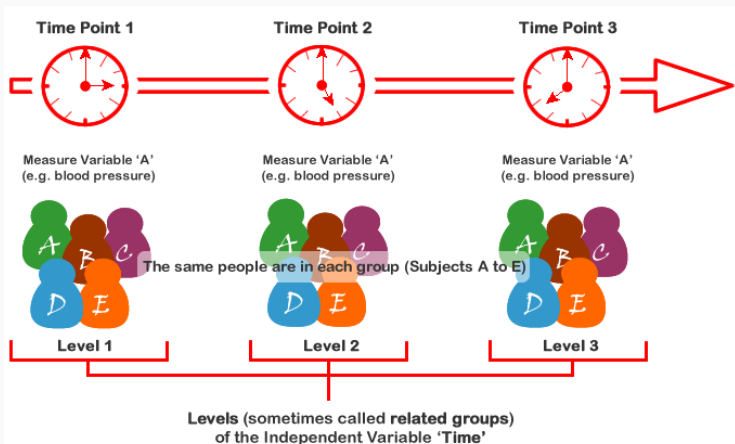 Time Point 1
Time Point 2
Time Point 3
Measure Variable ‘A’
(e.g. blood pressure)
Measure Variable ‘A’
(e.g. blood pressure)
Measure Variable ‘A’
(e.g. blood pressure)
A B C
D E
A B C
D E
A B C
D E
The same people are in each group (Subjects A to E)
Level 1
Level 2
Level 3
Levels (sometimes called related groups)
of the Independent Variable ‘Time’